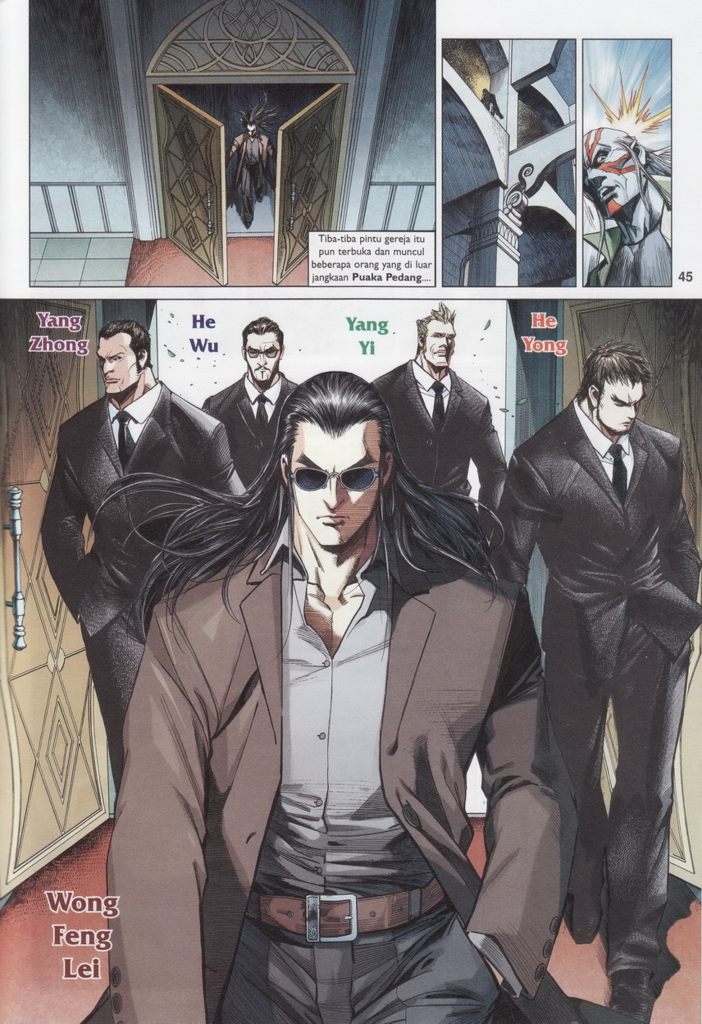 Tiba-tiba pintu gereja itu
pun terbuka dan muncul
beberapa orang yang di luar
jangkaan Puaka Pedang....
45
Yang
Zhong
He
Wu
Yang
Yi
He
Yong
Wong
Feng
Lei